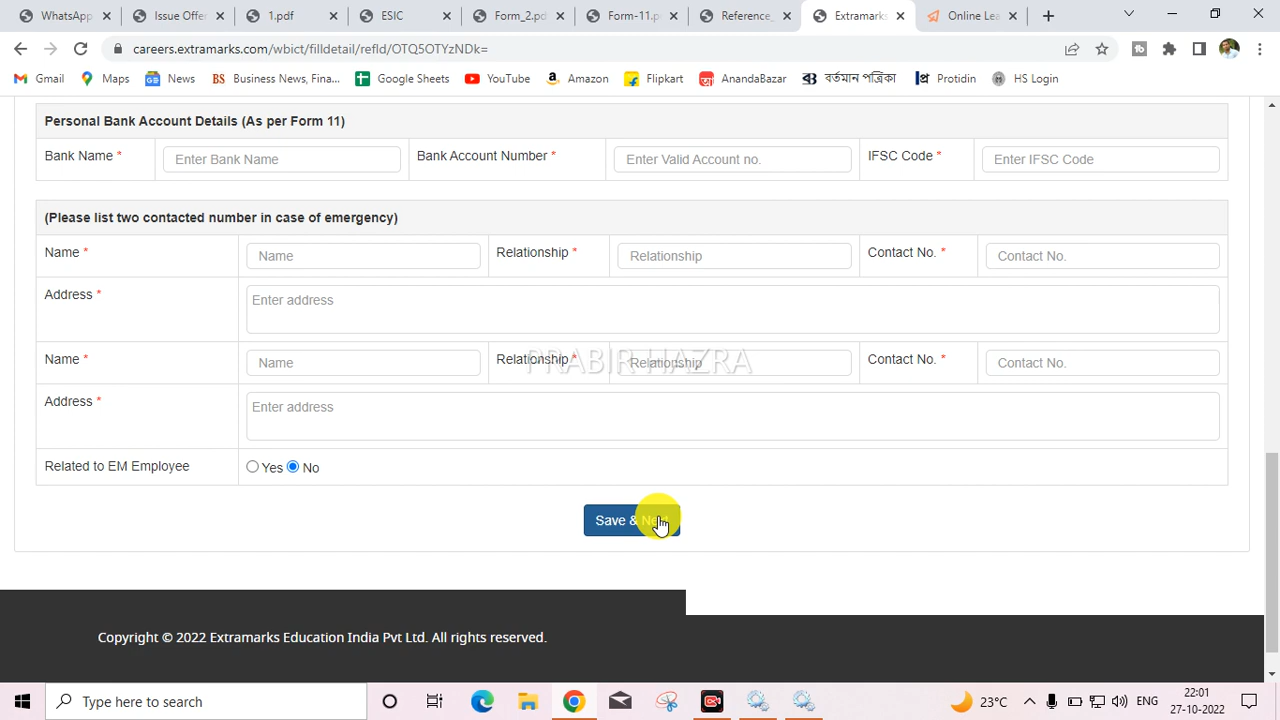 WhatsApp
Issue Offer
1.pdf
ESIC
Form_2.pd
Form-11.p
Reference_
Extramarks
Online Lea
careers.extramarks.com/wbict/filldetail/refId/OTQ5OTYzNDk=
Gmail Maps News Business News, Fina... Google Sheets YouTube Amazon Flipkart AnandaBazar বর্তমান পত্রিকা Protidin HS Login
Personal Bank Account Details (As per Form 11)
Bank Name * Enter Bank Name Bank Account Number * Enter Valid Account no. IFSC Code * Enter IFSC Code
(Please list two contacted number in case of emergency)
Name * Name Relationship * Relationship Contact No. * Contact No.
Address * Enter address
Name * Name Relationship * Relationship Contact No. * Contact No.
PRABIR HAZRA
Address * Enter address
Related to EM Employee Yes No
Save & Next
Copyright © 2022 Extramarks Education India Pvt Ltd. All rights reserved.
Type here to search
23°C
ENG
22:01
27-10-2022